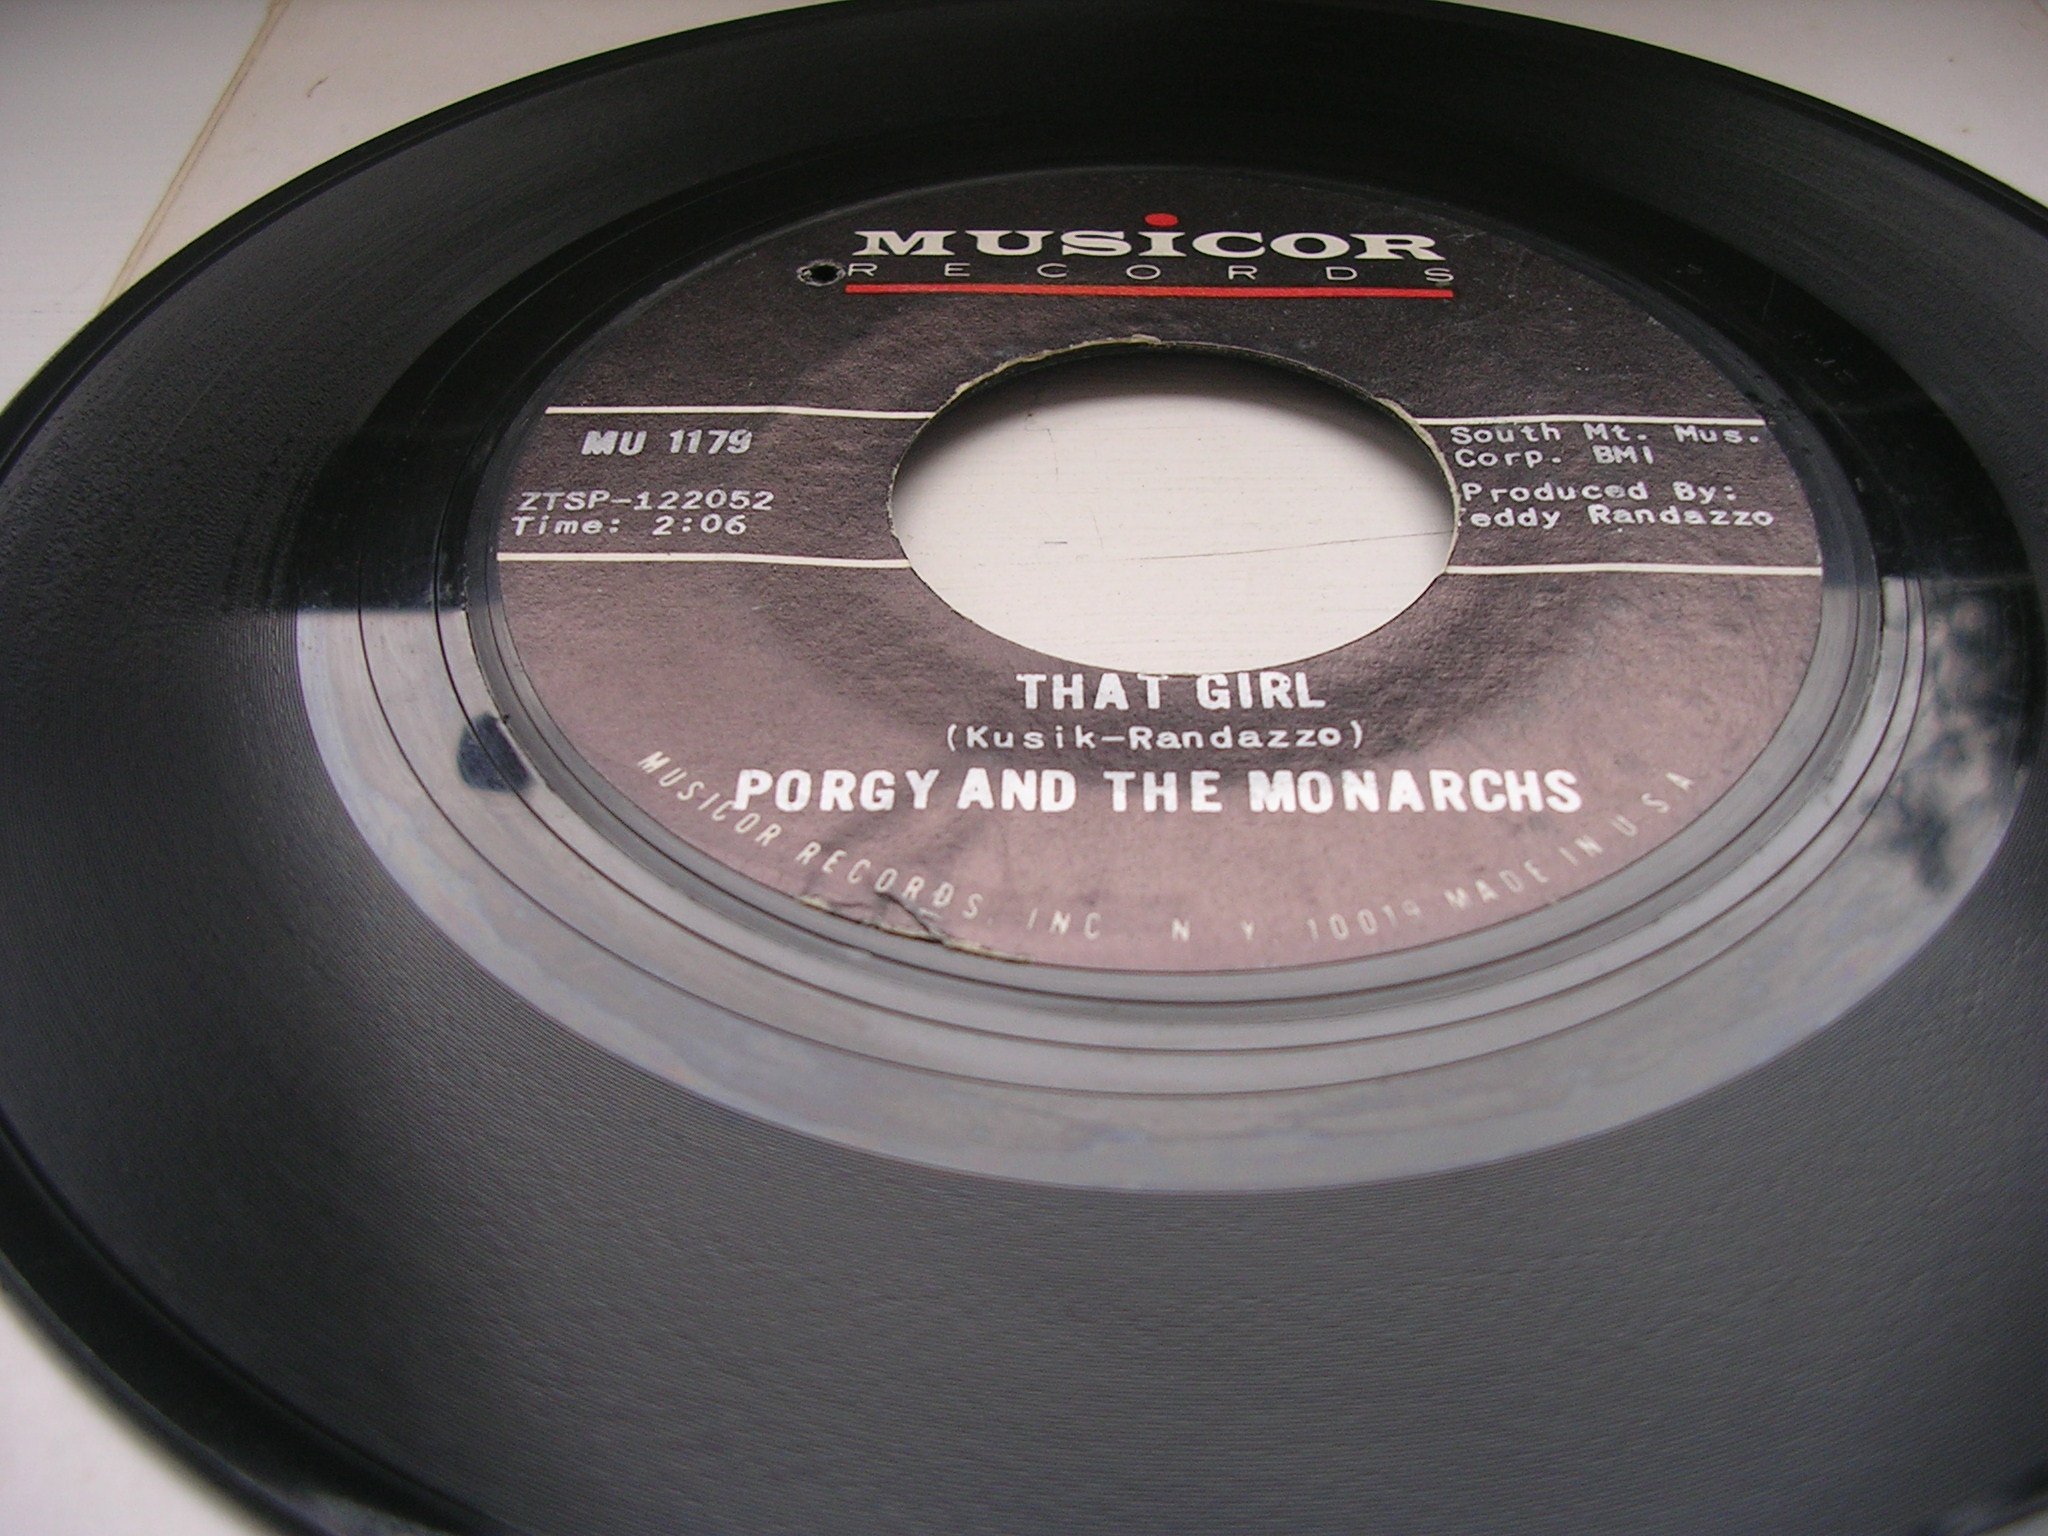 MUSiCOR
RECORDS
MU 1179
ZTSP-122052
Time: 2:06
South Mt. Mus.
Corp. BMI
Produced By:
eddy Randazzo
THAT GIRL
(Kusik-Randazzo)
PORGY AND THE MONARCHS
MUSICOR RECORDS, INC. N. Y. 10019 MADE IN U S A